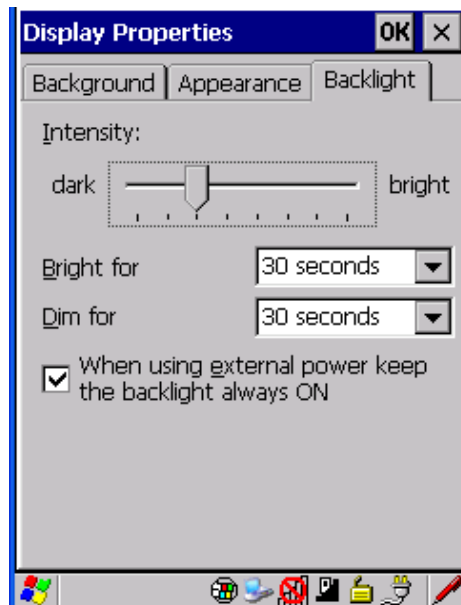 Display Properties OK ×
Background Appearance Backlight
Intensity:
dark bright
Bright for 30 seconds
Dim for 30 seconds
When using external power keep
the backlight always ON